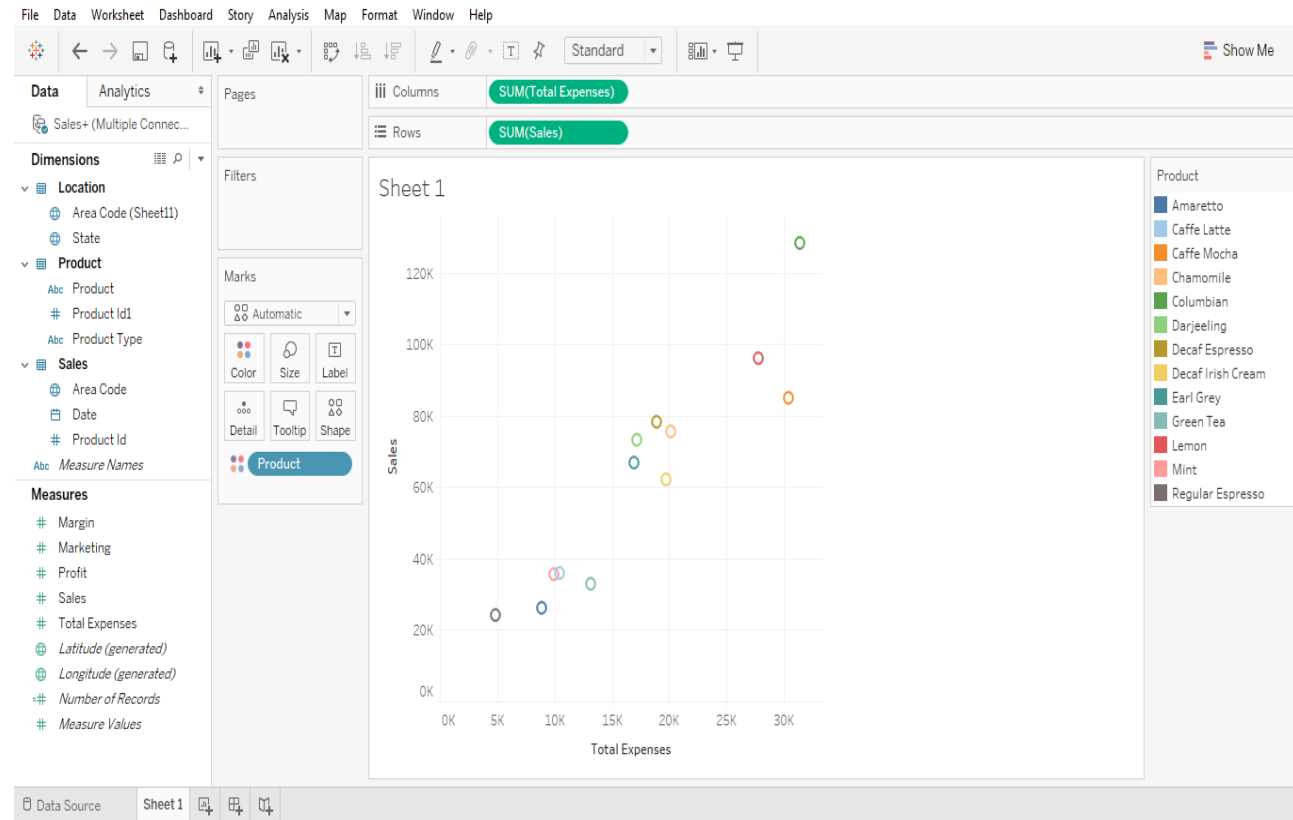 File Data Worksheet Dashboard Story Analysis Map Format Window Help
T Standard Show Me
Data Analytics
Sales+ (Multiple Connec...
Dimensions
Location
Area Code (Sheet11)
State
Product
Abc Product
# Product Id1
Abc Product Type
Sales
Area Code
Date
# Product Id
Abc Measure Names
Measures
# Margin
# Marketing
# Profit
# Sales
# Total Expenses
Latitude (generated)
Longitude (generated)
=# Number of Records
# Measure Values
Pages
Filters
Marks
Automatic
Color Size Label
Detail Tooltip Shape
Product
iii Columns SUM(Total Expenses)
Rows SUM(Sales)
Sheet 1
120K
100K
80K
60K
40K
20K
0K
Sales
0K 5K 10K 15K 20K 25K 30K
Total Expenses
Product
Amaretto
Caffe Latte
Caffe Mocha
Chamomile
Columbian
Darjeeling
Decaf Espresso
Decaf Irish Cream
Earl Grey
Green Tea
Lemon
Mint
Regular Espresso
Data Source Sheet 1